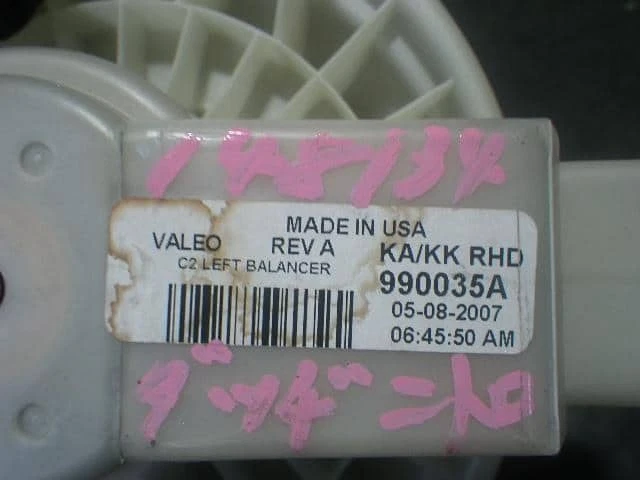 MADE IN USA
VALEO REV A KA/KK RHD
C2 LEFT BALANCER
990035A
05-08-2007
06:45:50 AM
ダッヂ ニトロ